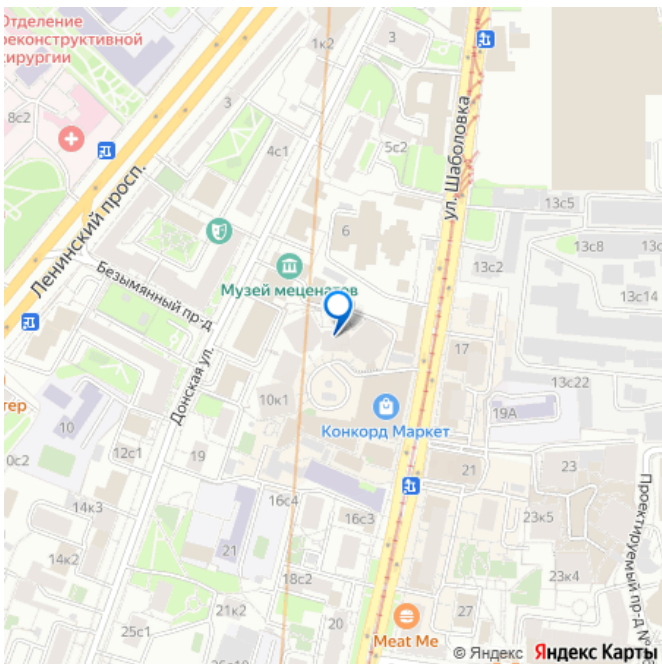 Отделение
реконструктивной
хирургии
1к2
3
8с2
3
4с1
5с2
ул. Шаболовка
Ленинский просп.
13с5
6
13с8
13с2
13с14
Безымянный пр-д
Музей меценатов
17
Донская ул.
13с22
10к1
19А
10
Конкорд Маркет
12с1
19
21
23
14к3
16с4
16с3
23к5
Проектируемый пр-д №
14к2
21
18с2
23к4
21к2
20
27
25с1
Meat Me
26с10
© Яндекс Яндекс Карты